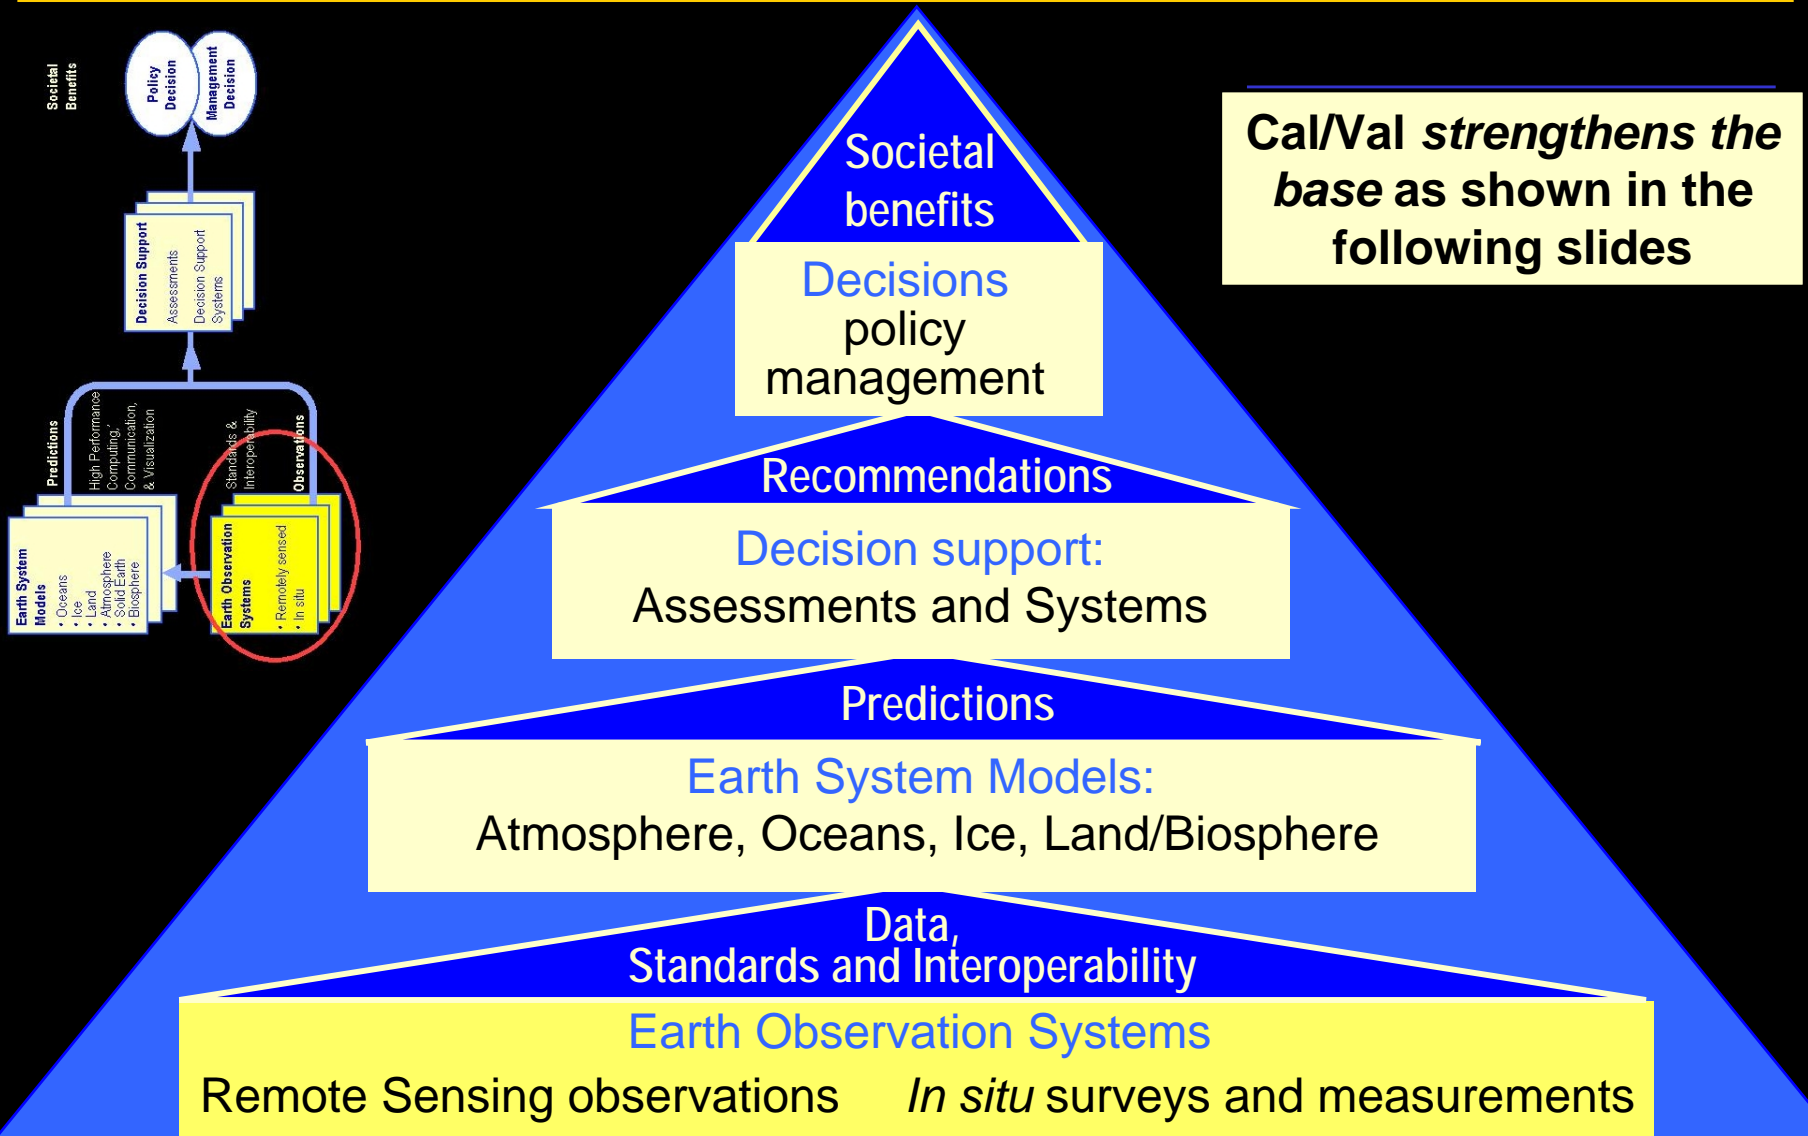 Societal
Benefits
Policy
Decision
Management
Decision
Decision Support
Assessments
Decision Support
Systems
Predictions
High Performance
Computing,'
Communication,
& Visualization
Standards &
Interoperability
Observations
Earth System
Models
• Oceans
• Ice
• Land
• Atmosphere
• Solid Earth
• Biosphere
Earth Observation
Systems
• Remotely sensed
• In situ
Societal
benefits
Decisions
policy
management
Recommendations
Decision support:
Assessments and Systems
Predictions
Earth System Models:
Atmosphere, Oceans, Ice, Land/Biosphere
Data,
Standards and Interoperability
Earth Observation Systems
Remote Sensing observations In situ surveys and measurements
Cal/Val strengthens the
base as shown in the
following slides